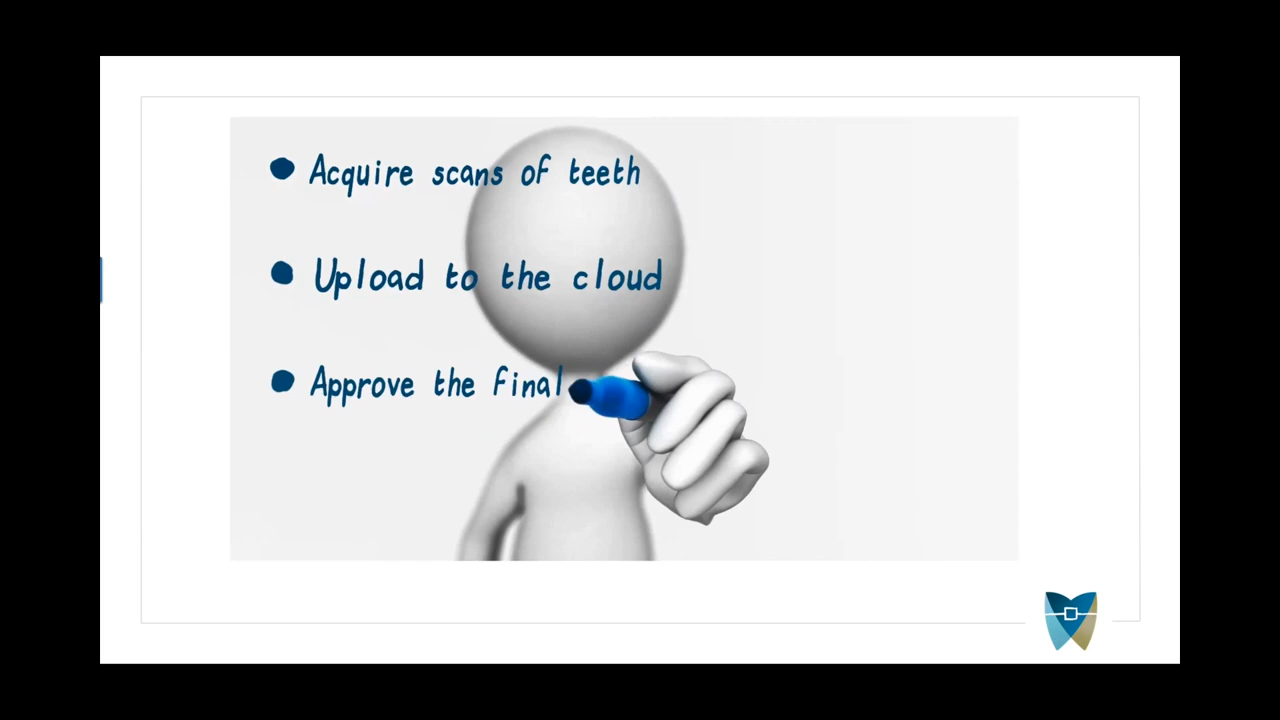 Acquire scans of teeth
Upload to the cloud
Approve the final